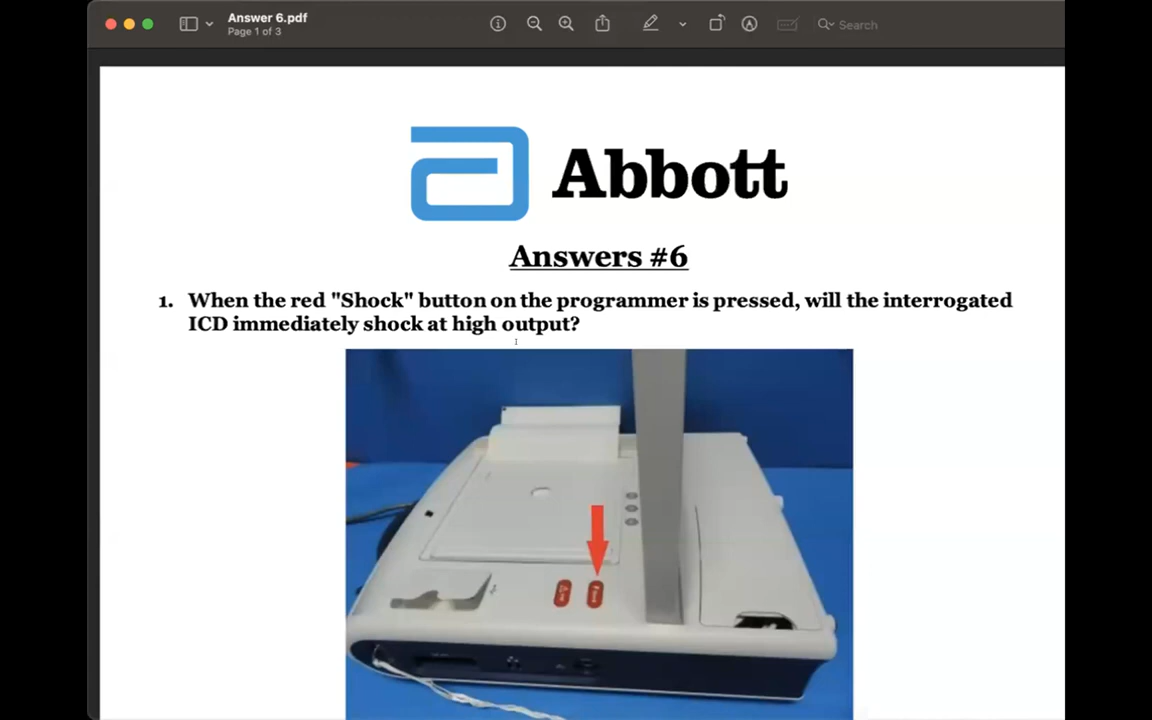 Answer 6.pdf
Page 1 of 3
Search
Abbott
Answers #6
1. When the red "Shock" button on the programmer is pressed, will the interrogated
ICD immediately shock at high output?